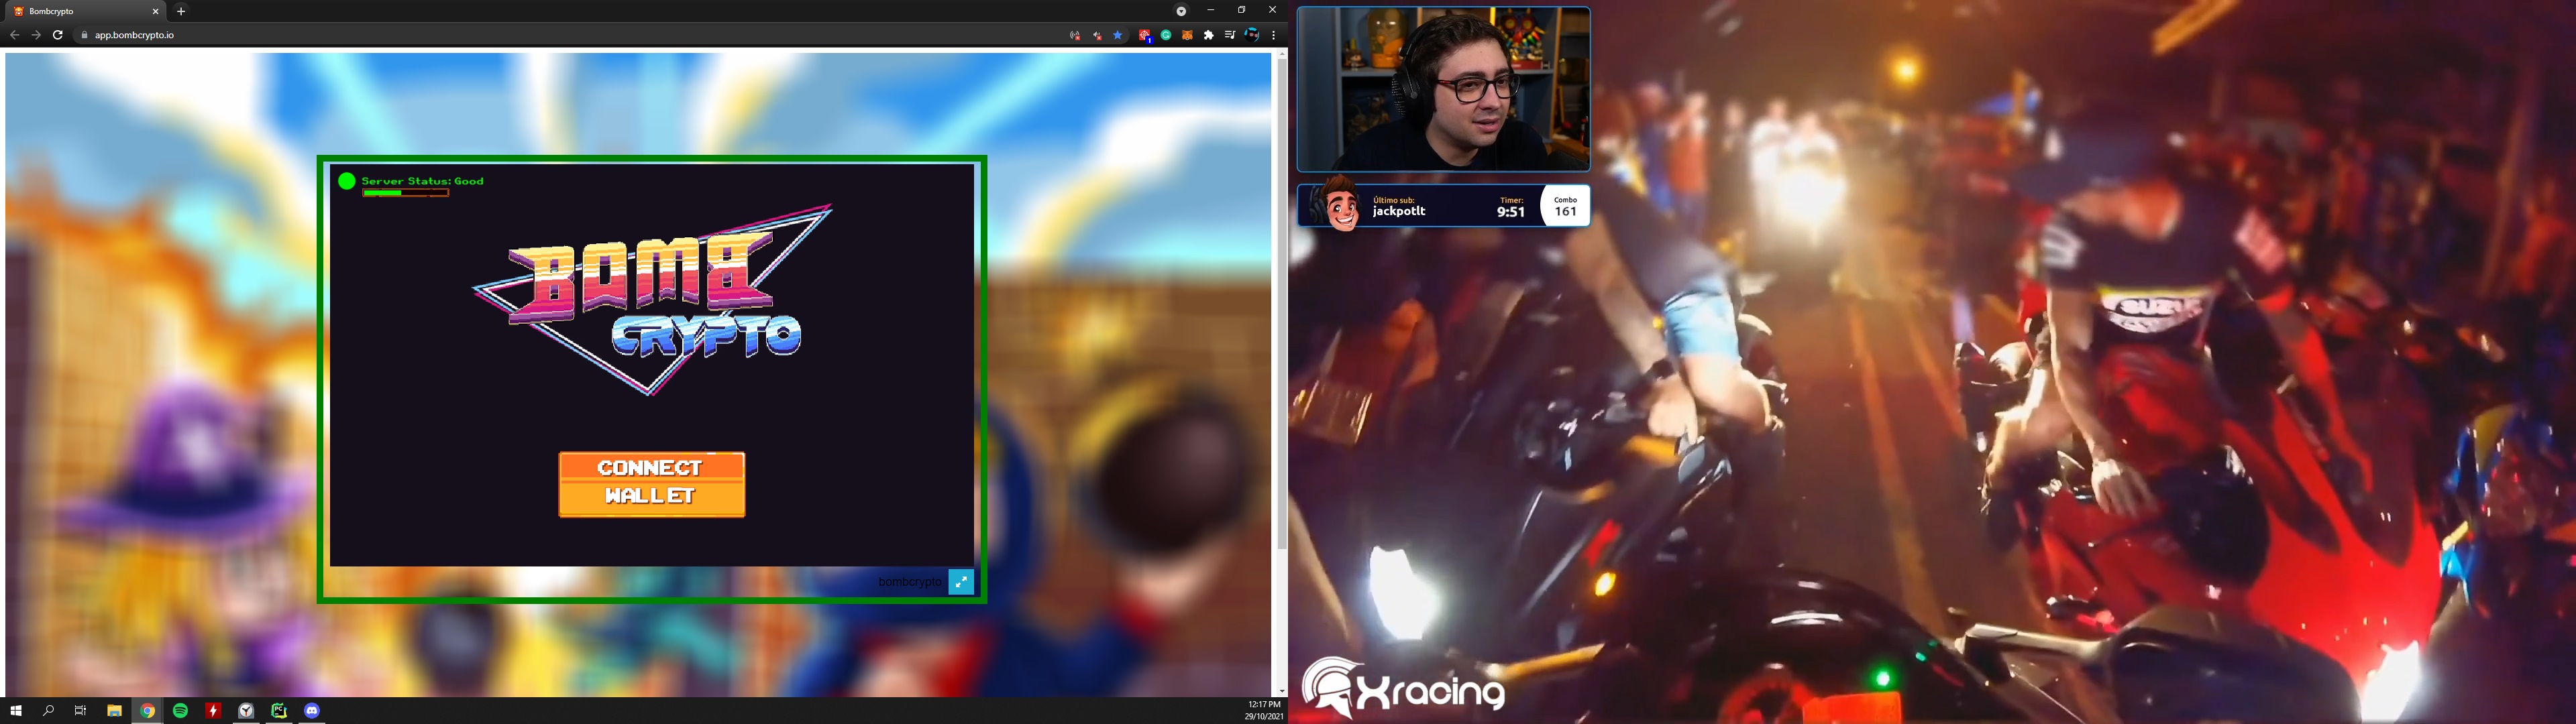 Bombcrypto
app.bombcrypto.io
1
Server Status: Good
BOMB
CRYPTO
CONNECT
WALLET
bombcrypto
12:17 PM
29/10/2021
Último sub:
jackpotlt
Timer:
9:51
Combo
161
Xracing